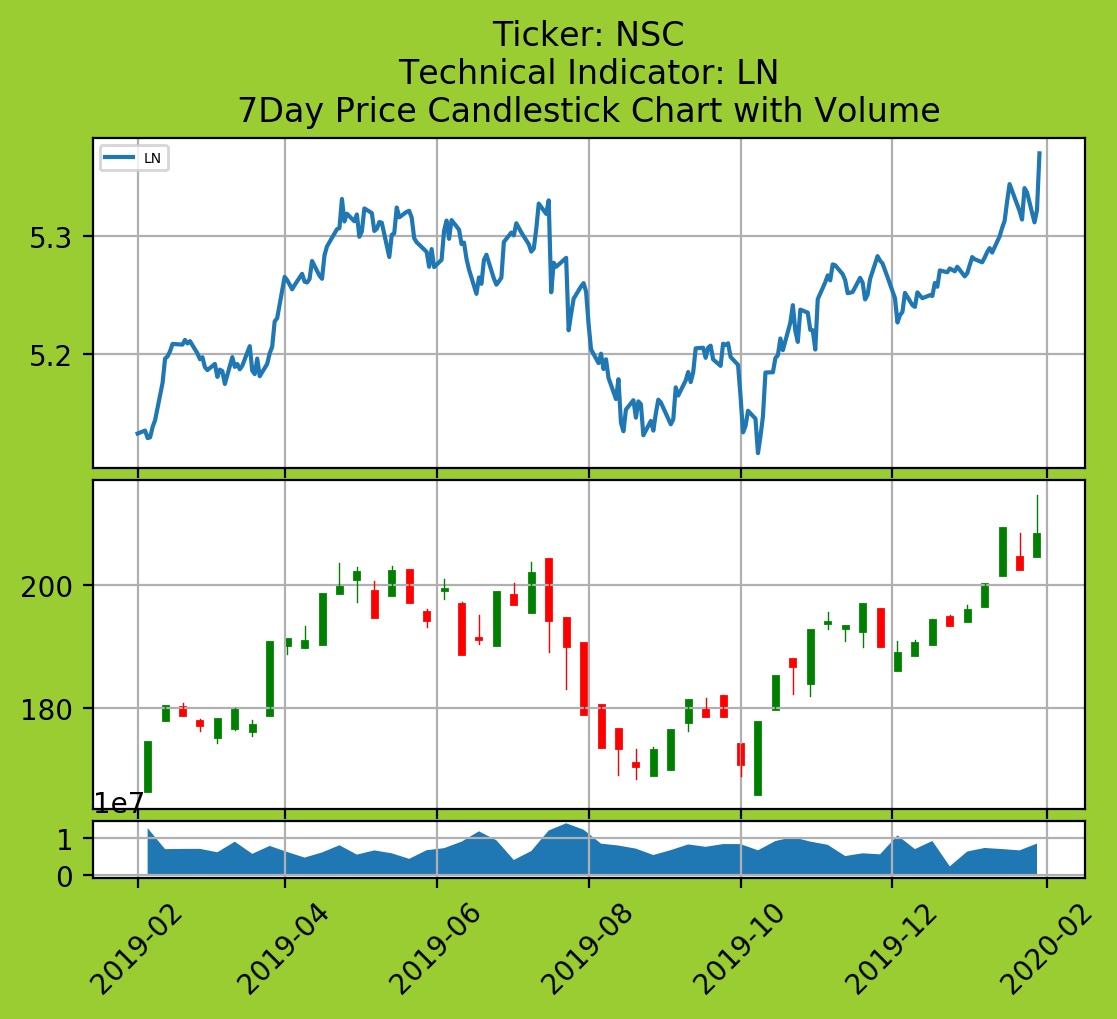 Ticker: NSC
Technical Indicator: LN
7Day Price Candlestick Chart with Volume
LN
5.3
5.2
200
180
1e7
1
0
2019-02
2019-04
2019-06
2019-08
2019-10
2019-12
2020-02